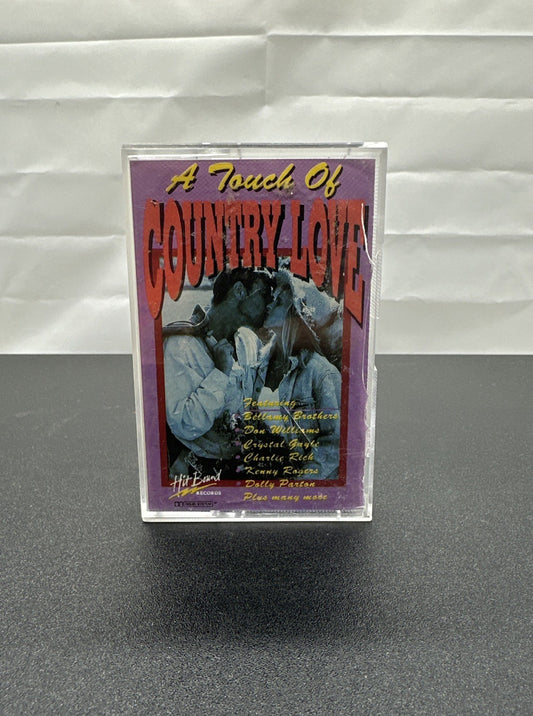 A Touch Of
COUNTRY LOVE
Featuring
Bellamy Brothers
Don Williams
Crystal Gayle
Charlie Rich
Kenny Rogers
Dolly Parton
Plus many more
Hit Bound
RECORDS